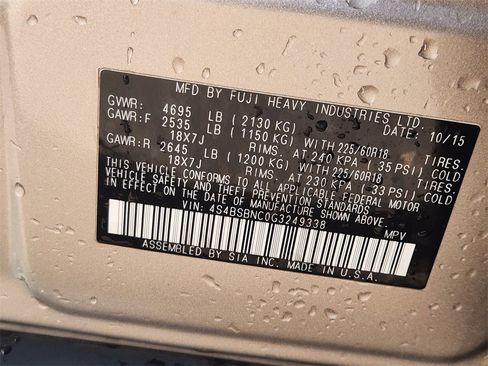 MFD BY FUJI HEAVY INDUSTRIES LTD.
GVWR: 4695 LB (2130 KG) DATE: 10/15
GAWR:F 2535 LB (1150 KG) WITH 225/60R18
18X7J RIMS. AT 240 KPA (35 PSI) COLD
GAWR:R 2645 LB (1200 KG) WITH 225/60R18
18X7J RIMS. AT 230 KPA (33 PSI) COLD
THIS VEHICLE CONFORMS TO ALL APPLICABLE FEDERAL MOTOR
VEHICLE SAFETY AND BUMPER STANDARDS
IN EFFECT ON THE DATE OF MANUFACTURE SHOWN ABOVE.
VIN: 4S4BSBNC0G3249338 MPV
ASSEMBLED BY SIA INC. MADE IN U.S.A.